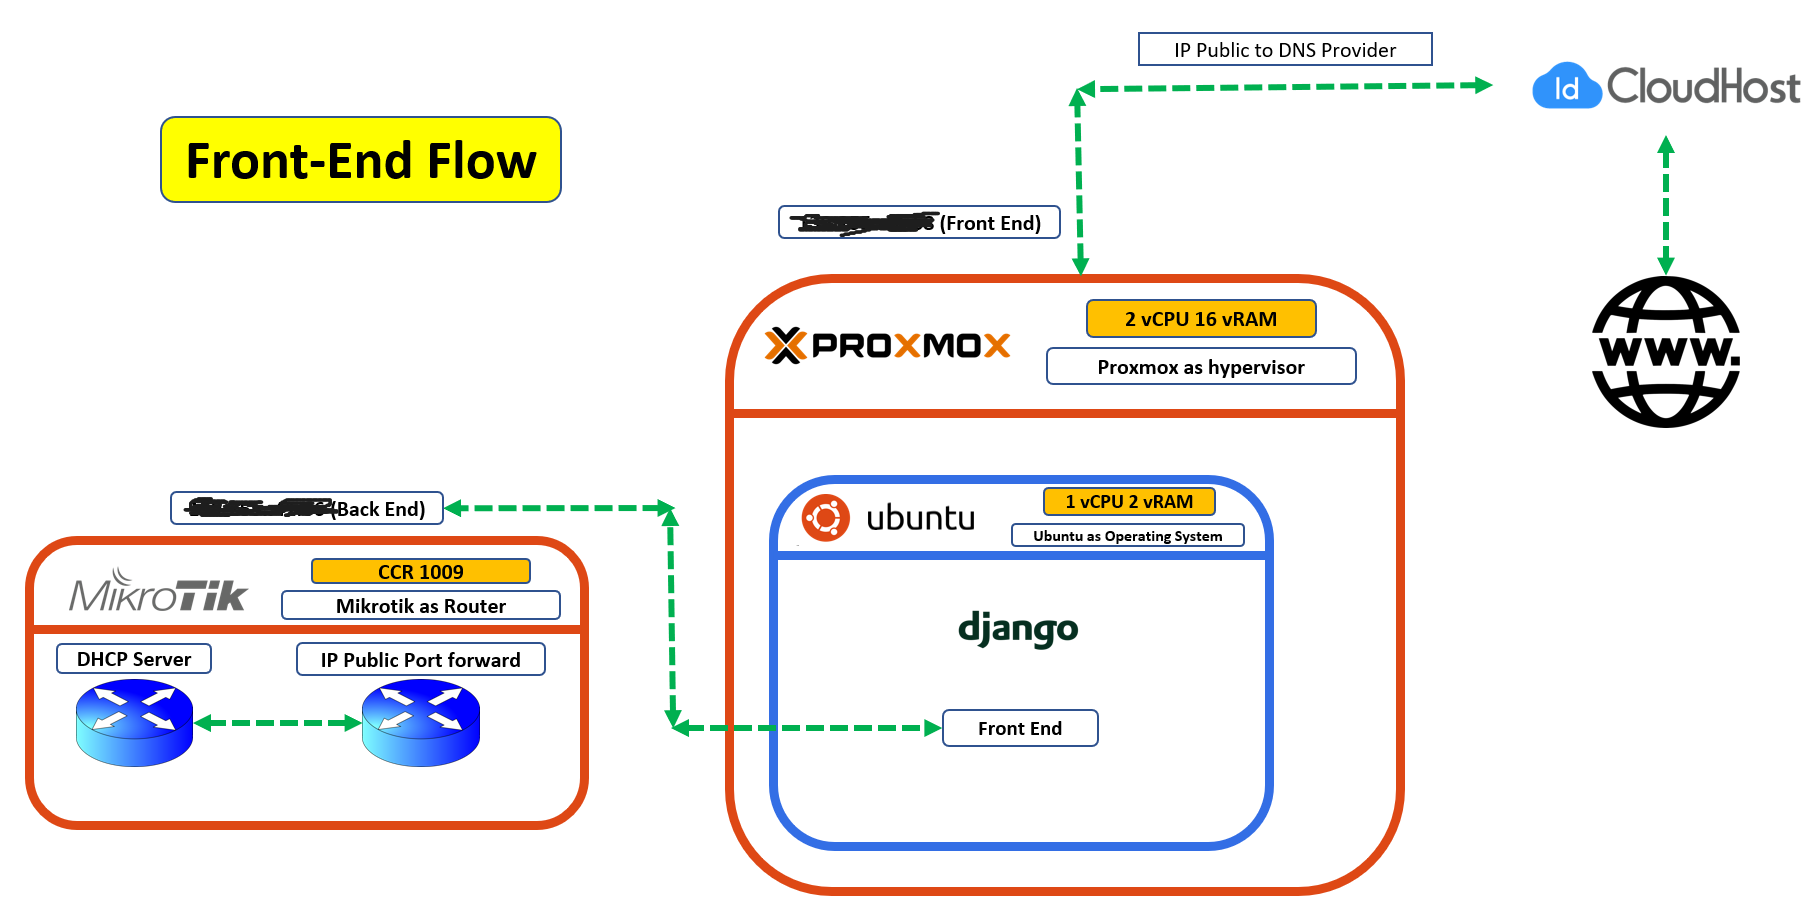 IP Public to DNS Provider
Id CloudHost
Front-End Flow
(Front End)
PROXMOX
2 vCPU 16 vRAM
Proxmox as hypervisor
www.
(Back End)
ubuntu
1 vCPU 2 vRAM
Ubuntu as Operating System
MikroTik
CCR 1009
Mikrotik as Router
django
DHCP Server
IP Public Port forward
Front End